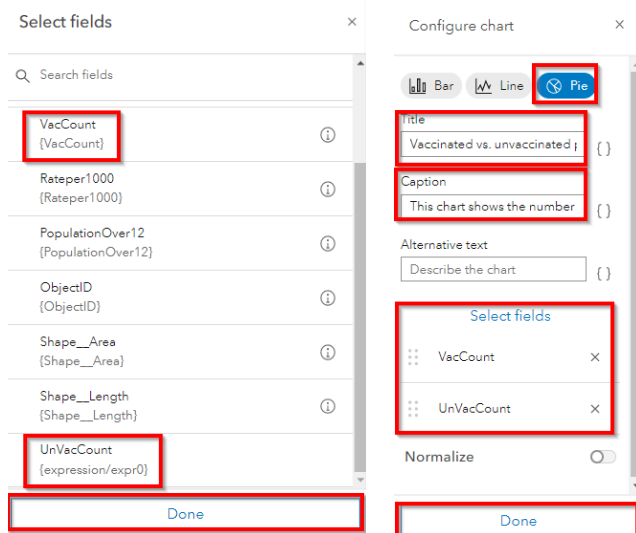 Select fields
Search fields
VacCount
{VacCount}
Rateper1000
{Rateper1000}
PopulationOver12
{PopulationOver12}
ObjectID
{ObjectID}
Shape__Area
{Shape__Area}
Shape__Length
{Shape__Length}
UnVacCount
{expression/expr0}
Done
Configure chart
Bar Line Pie
Title
Vaccinated vs. unvaccinated
{ }
Caption
This chart shows the number
{ }
Alternative text
Describe the chart
{ }
Select fields
VacCount
UnVacCount
Normalize
Done